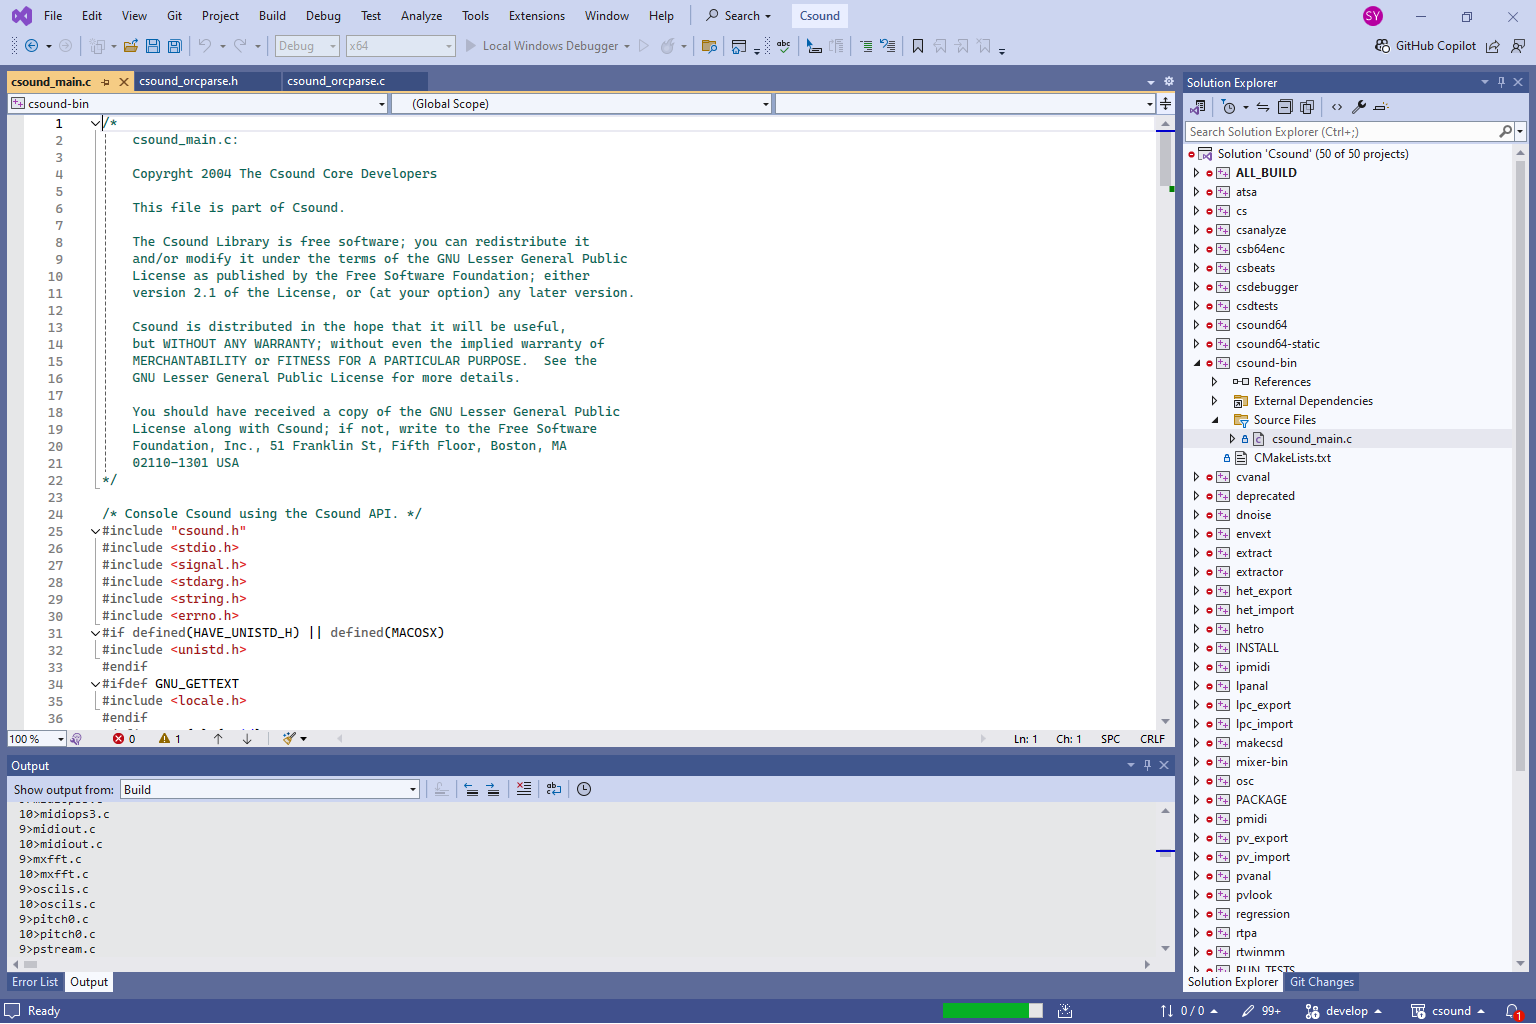 File Edit View Git Project Build Debug Test Analyze Tools Extensions Window Help Search Csound SY
Debug x64 Local Windows Debugger GitHub Copilot
csound_main.c csound_orcparse.h csound_orcparse.c
csound-bin (Global Scope)
1 /*
2 csound_main.c:
3
4 Copyrght 2004 The Csound Core Developers
5
6 This file is part of Csound.
7
8 The Csound Library is free software; you can redistribute it
9 and/or modify it under the terms of the GNU Lesser General Public
10 License as published by the Free Software Foundation; either
11 version 2.1 of the License, or (at your option) any later version.
12
13 Csound is distributed in the hope that it will be useful,
14 but WITHOUT ANY WARRANTY; without even the implied warranty of
15 MERCHANTABILITY or FITNESS FOR A PARTICULAR PURPOSE.  See the
16 GNU Lesser General Public License for more details.
17
18 You should have received a copy of the GNU Lesser General Public
19 License along with Csound; if not, write to the Free Software
20 Foundation, Inc., 51 Franklin St, Fifth Floor, Boston, MA
21 02110-1301 USA
22 */
23
24 /* Console Csound using the Csound API. */
25 #include "csound.h"
26 #include <stdio.h>
27 #include <signal.h>
28 #include <stdarg.h>
29 #include <string.h>
30 #include <errno.h>
31 #if defined(HAVE_UNISTD_H) || defined(MACOSX)
32 #include <unistd.h>
33 #endif
34 #ifdef GNU_GETTEXT
35 #include <locale.h>
36 #endif
100 % 0 1 Ln: 1 Ch: 1 SPC CRLF
Output
Show output from: Build
10>midiops3.c
9>midiout.c
10>midiout.c
9>mxfft.c
10>mxfft.c
9>oscils.c
10>oscils.c
9>pitch0.c
10>pitch0.c
9>pstream.c
Error List Output
Solution Explorer
Search Solution Explorer (Ctrl+;)
Solution 'Csound' (50 of 50 projects)
ALL_BUILD
atsa
cs
csanalyze
csb64enc
csbeats
csdebugger
csdtests
csound64
csound64-static
csound-bin
References
External Dependencies
Source Files
csound_main.c
CMakeLists.txt
cvanal
deprecated
dnoise
envext
extract
extractor
het_export
het_import
hetro
INSTALL
ipmidi
lpanal
lpc_export
lpc_import
makecsd
mixer-bin
osc
PACKAGE
pmidi
pv_export
pv_import
pvanal
pvlook
regression
rtpa
rtwinmm
RUN_TESTS
Solution Explorer Git Changes
Ready 0 / 0 99+ develop csound 1